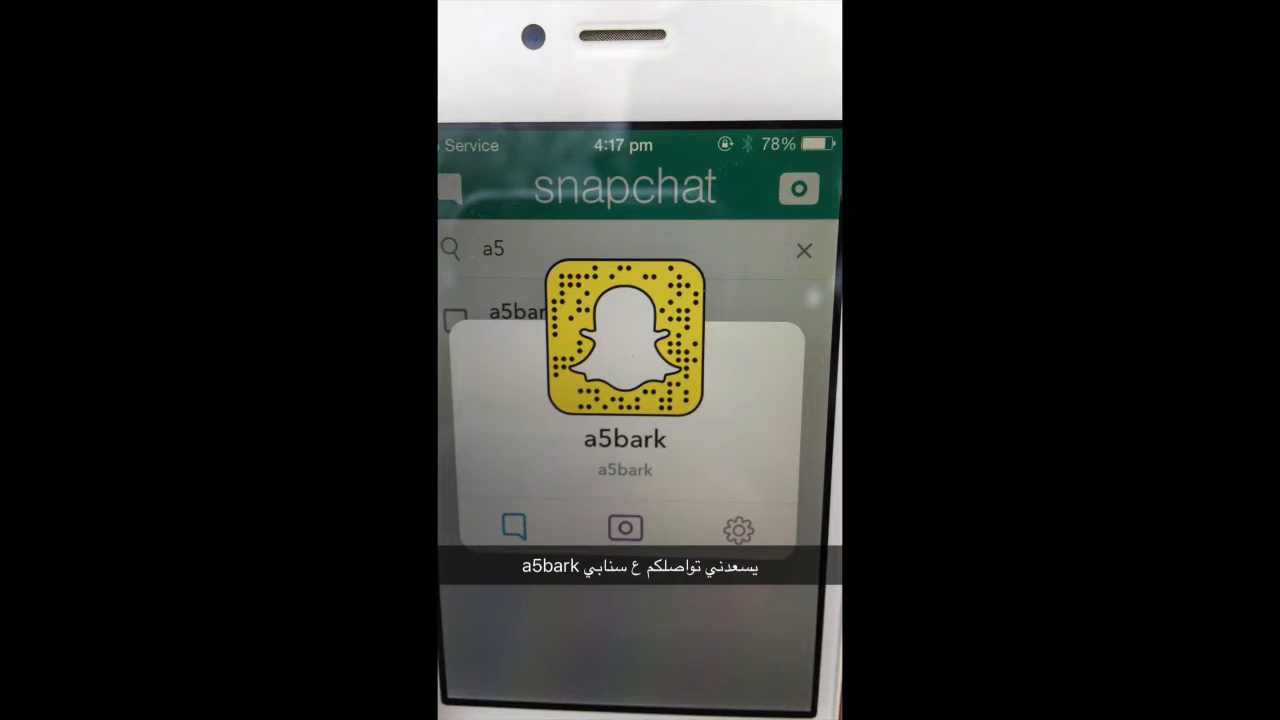 Service 4:17 pm 78%
snapchat
a5
a5bar
a5bark
a5bark
يسعدني تواصلكم ع سنابي a5bark